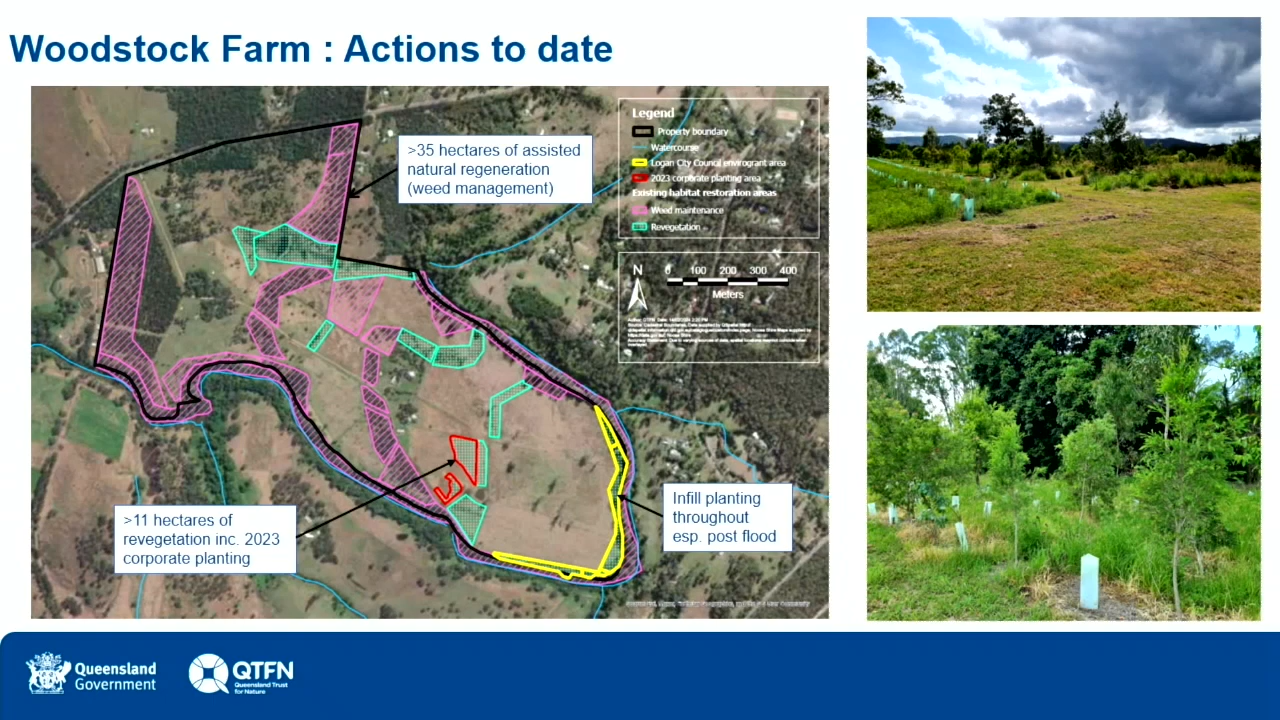 Woodstock Farm : Actions to date
>35 hectares of assisted
natural regeneration
(weed management)
Legend
Property boundary
Watercourse
Logan City Council envirogrant area
2023 corporate planting area
Existing habitat restoration areas
Weed maintenance
Revegetation
N
0 100 200 300 400
Meters
>11 hectares of
revegetation inc. 2023
corporate planting
Infill planting
throughout
esp. post flood
Queensland
Government
QTFN
Queensland Trust
for Nature